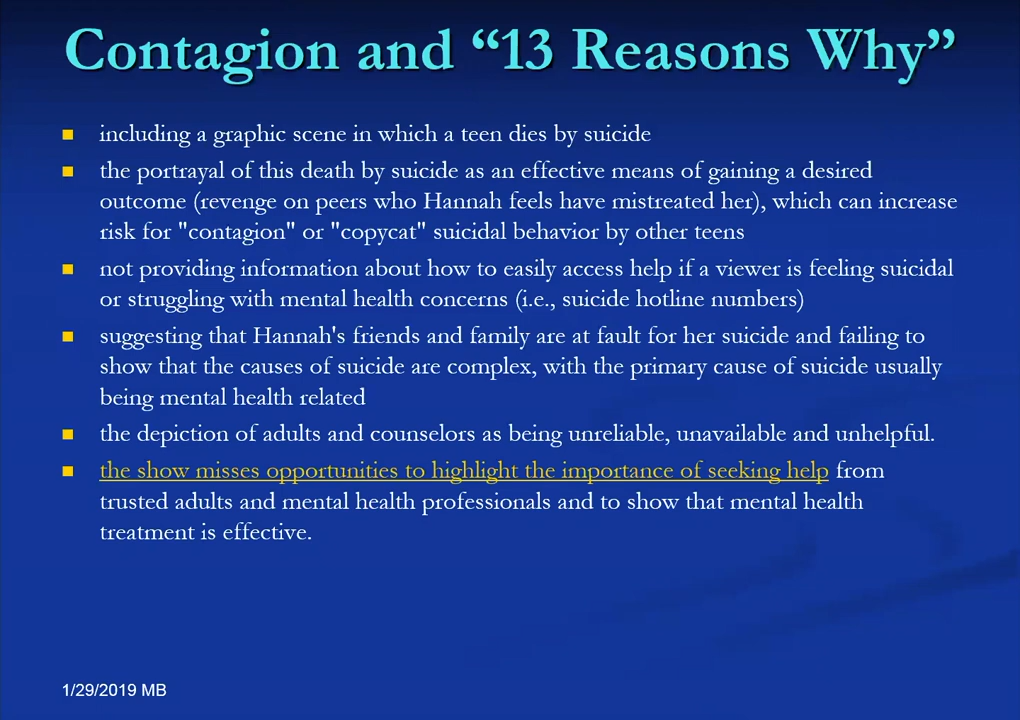 Contagion and “13 Reasons Why”
including a graphic scene in which a teen dies by suicide
the portrayal of this death by suicide as an effective means of gaining a desired
outcome (revenge on peers who Hannah feels have mistreated her), which can increase
risk for "contagion" or "copycat" suicidal behavior by other teens
not providing information about how to easily access help if a viewer is feeling suicidal
or struggling with mental health concerns (i.e., suicide hotline numbers)
suggesting that Hannah's friends and family are at fault for her suicide and failing to
show that the causes of suicide are complex, with the primary cause of suicide usually
being mental health related
the depiction of adults and counselors as being unreliable, unavailable and unhelpful.
the show misses opportunities to highlight the importance of seeking help from
trusted adults and mental health professionals and to show that mental health
treatment is effective.
1/29/2019 MB